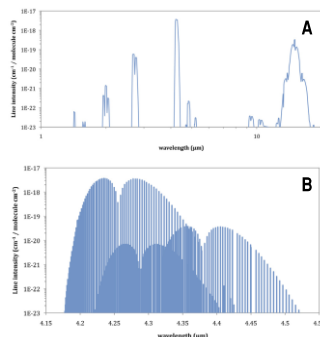 A
Line intensity (cm⁻¹ / molecule cm⁻²)
1E-17
1E-18
1E-19
1E-20
1E-21
1E-22
1E-23
1
10
wavelength (μm)
B
Line intensity (cm⁻¹ / molecule cm⁻²)
1E-17
1E-18
1E-19
1E-20
1E-21
1E-22
1E-23
4.15 4.2 4.25 4.3 4.35 4.4 4.45 4.5 4.55
wavelength (μm)